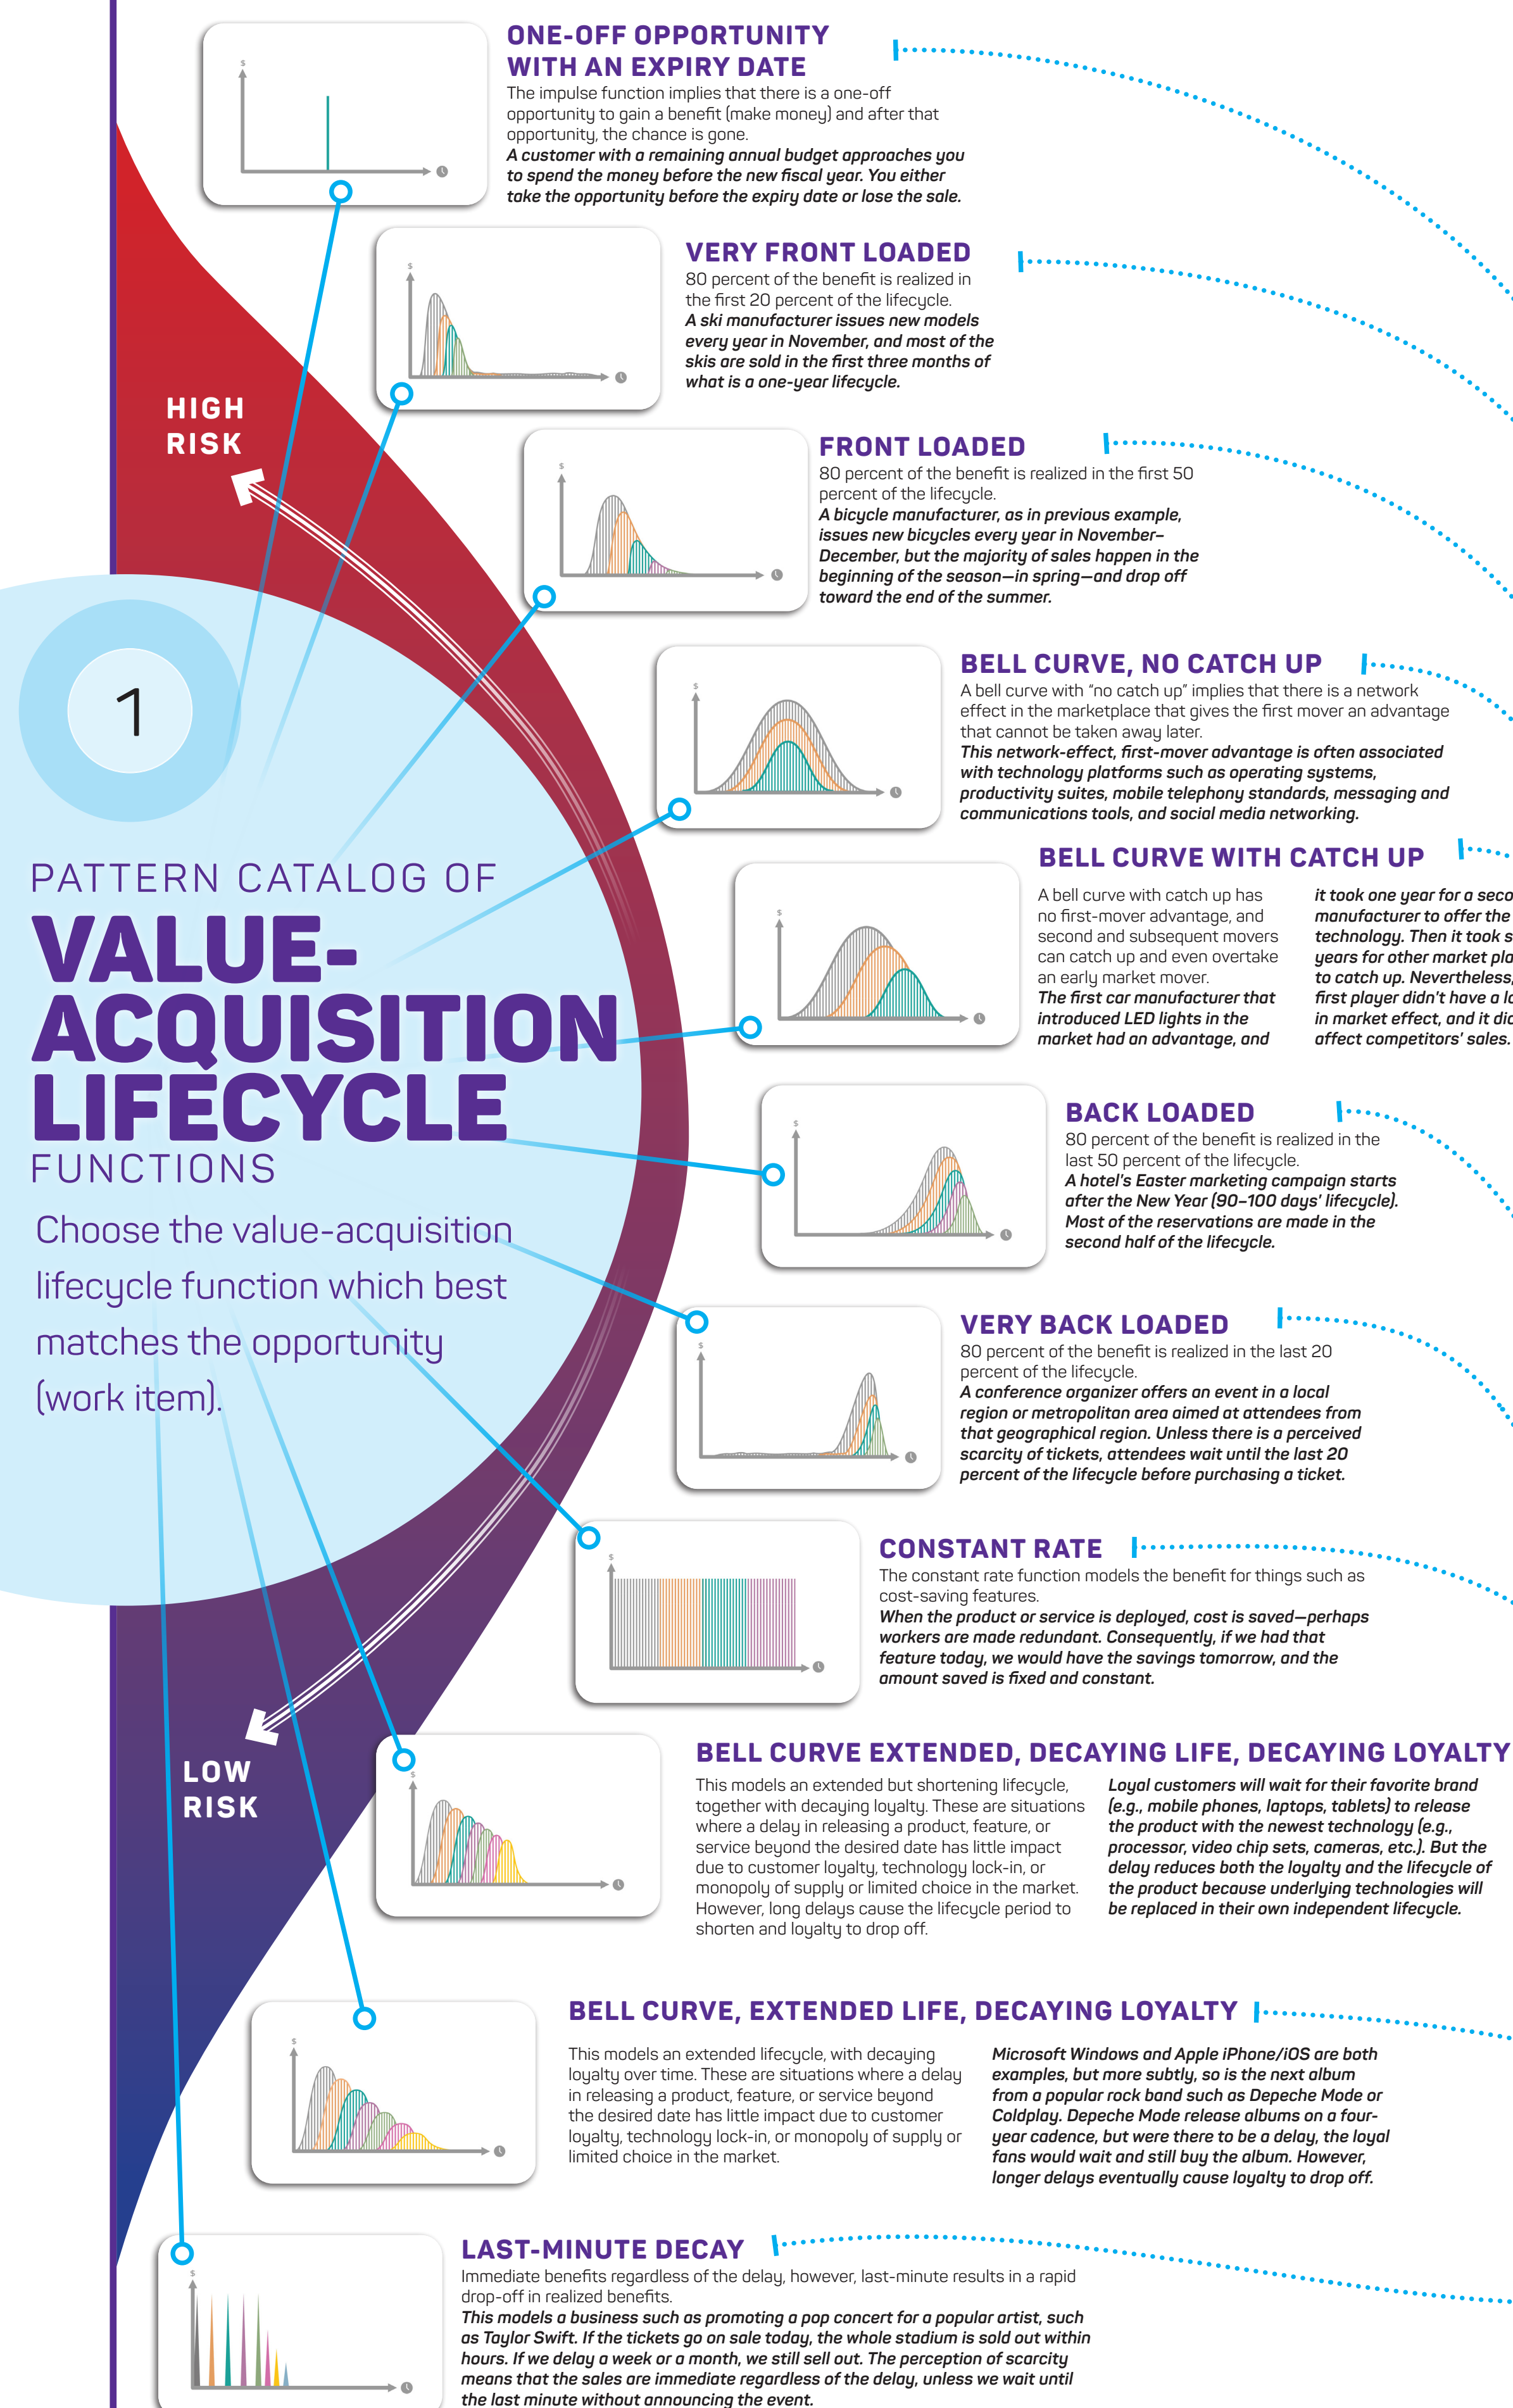 ONE-OFF OPPORTUNITY
WITH AN EXPIRY DATE
The impulse function implies that there is a one-off
opportunity to gain a benefit (make money) and after that
opportunity, the chance is gone.
A customer with a remaining annual budget approaches you
to spend the money before the new fiscal year. You either
take the opportunity before the expiry date or lose the sale.
$
VERY FRONT LOADED
80 percent of the benefit is realized in
the first 20 percent of the lifecycle.
A ski manufacturer issues new models
every year in November, and most of the
skis are sold in the first three months of
what is a one-year lifecycle.
$
HIGH
RISK
FRONT LOADED
80 percent of the benefit is realized in the first 50
percent of the lifecycle.
A bicycle manufacturer, as in previous example,
issues new bicycles every year in November–
December, but the majority of sales happen in the
beginning of the season—in spring—and drop off
toward the end of the summer.
$
BELL CURVE, NO CATCH UP
A bell curve with “no catch up” implies that there is a network
effect in the marketplace that gives the first mover an advantage
that cannot be taken away later.
This network-effect, first-mover advantage is often associated
with technology platforms such as operating systems,
productivity suites, mobile telephony standards, messaging and
communications tools, and social media networking.
$
1
PATTERN CATALOG OF
VALUE-
ACQUISITION
LIFECYCLE
FUNCTIONS
Choose the value-acquisition
lifecycle function which best
matches the opportunity
(work item).
BELL CURVE WITH CATCH UP
A bell curve with catch up has
no first-mover advantage, and
second and subsequent movers
can catch up and even overtake
an early market mover.
The first car manufacturer that
introduced LED lights in the
market had an advantage, and
it took one year for a
manufacturer to offer the
technology. Then it took
years for other market
to catch up. Nevertheless,
first player didn’t have a
in market effect, and it
affect competitors’ sales.
$
BACK LOADED
80 percent of the benefit is realized in the
last 50 percent of the lifecycle.
A hotel’s Easter marketing campaign starts
after the New Year (90–100 days’ lifecycle).
Most of the reservations are made in the
second half of the lifecycle.
$
VERY BACK LOADED
80 percent of the benefit is realized in the last 20
percent of the lifecycle.
A conference organizer offers an event in a local
region or metropolitan area aimed at attendees from
that geographical region. Unless there is a perceived
scarcity of tickets, attendees wait until the last 20
percent of the lifecycle before purchasing a ticket.
$
CONSTANT RATE
The constant rate function models the benefit for things such as
cost-saving features.
When the product or service is deployed, cost is saved—perhaps
workers are made redundant. Consequently, if we had that
feature today, we would have the savings tomorrow, and the
amount saved is fixed and constant.
$
LOW
RISK
BELL CURVE EXTENDED, DECAYING LIFE, DECAYING LOYALTY
This models an extended but shortening lifecycle,
together with decaying loyalty. These are situations
where a delay in releasing a product, feature, or
service beyond the desired date has little impact
due to customer loyalty, technology lock-in, or
monopoly of supply or limited choice in the market.
However, long delays cause the lifecycle period to
shorten and loyalty to drop off.
Loyal customers will wait for their favorite brand
(e.g., mobile phones, laptops, tablets) to release
the product with the newest technology (e.g.,
processor, video chip sets, cameras, etc.). But the
delay reduces both the loyalty and the lifecycle of
the product because underlying technologies will
be replaced in their own independent lifecycle.
$
BELL CURVE, EXTENDED LIFE, DECAYING LOYALTY
This models an extended lifecycle, with decaying
loyalty over time. These are situations where a delay
in releasing a product, feature, or service beyond
the desired date has little impact due to customer
loyalty, technology lock-in, or monopoly of supply or
limited choice in the market.
Microsoft Windows and Apple iPhone/iOS are both
examples, but more subtly, so is the next album
from a popular rock band such as Depeche Mode or
Coldplay. Depeche Mode release albums on a four-
year cadence, but were there to be a delay, the loyal
fans would wait and still buy the album. However,
longer delays eventually cause loyalty to drop off.
$
LAST-MINUTE DECAY
Immediate benefits regardless of the delay, however, last-minute results in a rapid
drop-off in realized benefits.
This models a business such as promoting a pop concert for a popular artist, such
as Taylor Swift. If the tickets go on sale today, the whole stadium is sold out within
hours. If we delay a week or a month, we still sell out. The perception of scarcity
means that the sales are immediate regardless of the delay, unless we wait until
the last minute without announcing the event.
$